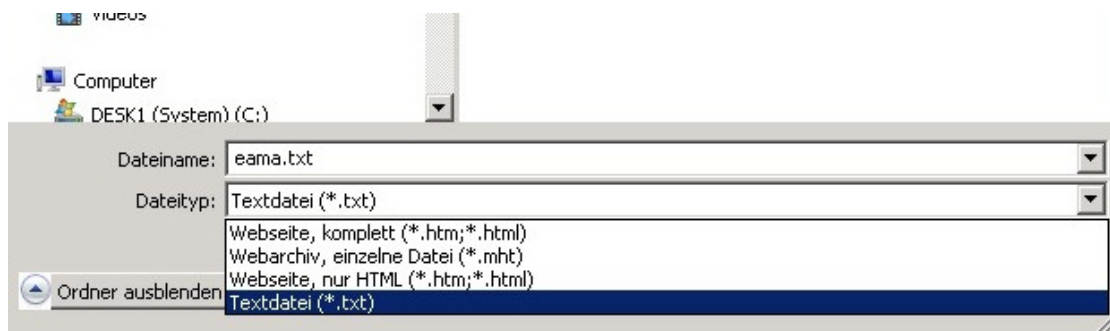 Videos
Computer
DESK1 (System) (C:)
Dateiname: eama.txt
Dateityp: Textdatei (*.txt)
Webseite, komplett (*.htm;*.html)
Webarchiv, einzelne Datei (*.mht)
Webseite, nur HTML (*.htm;*.html)
Ordner ausblenden
Textdatei (*.txt)